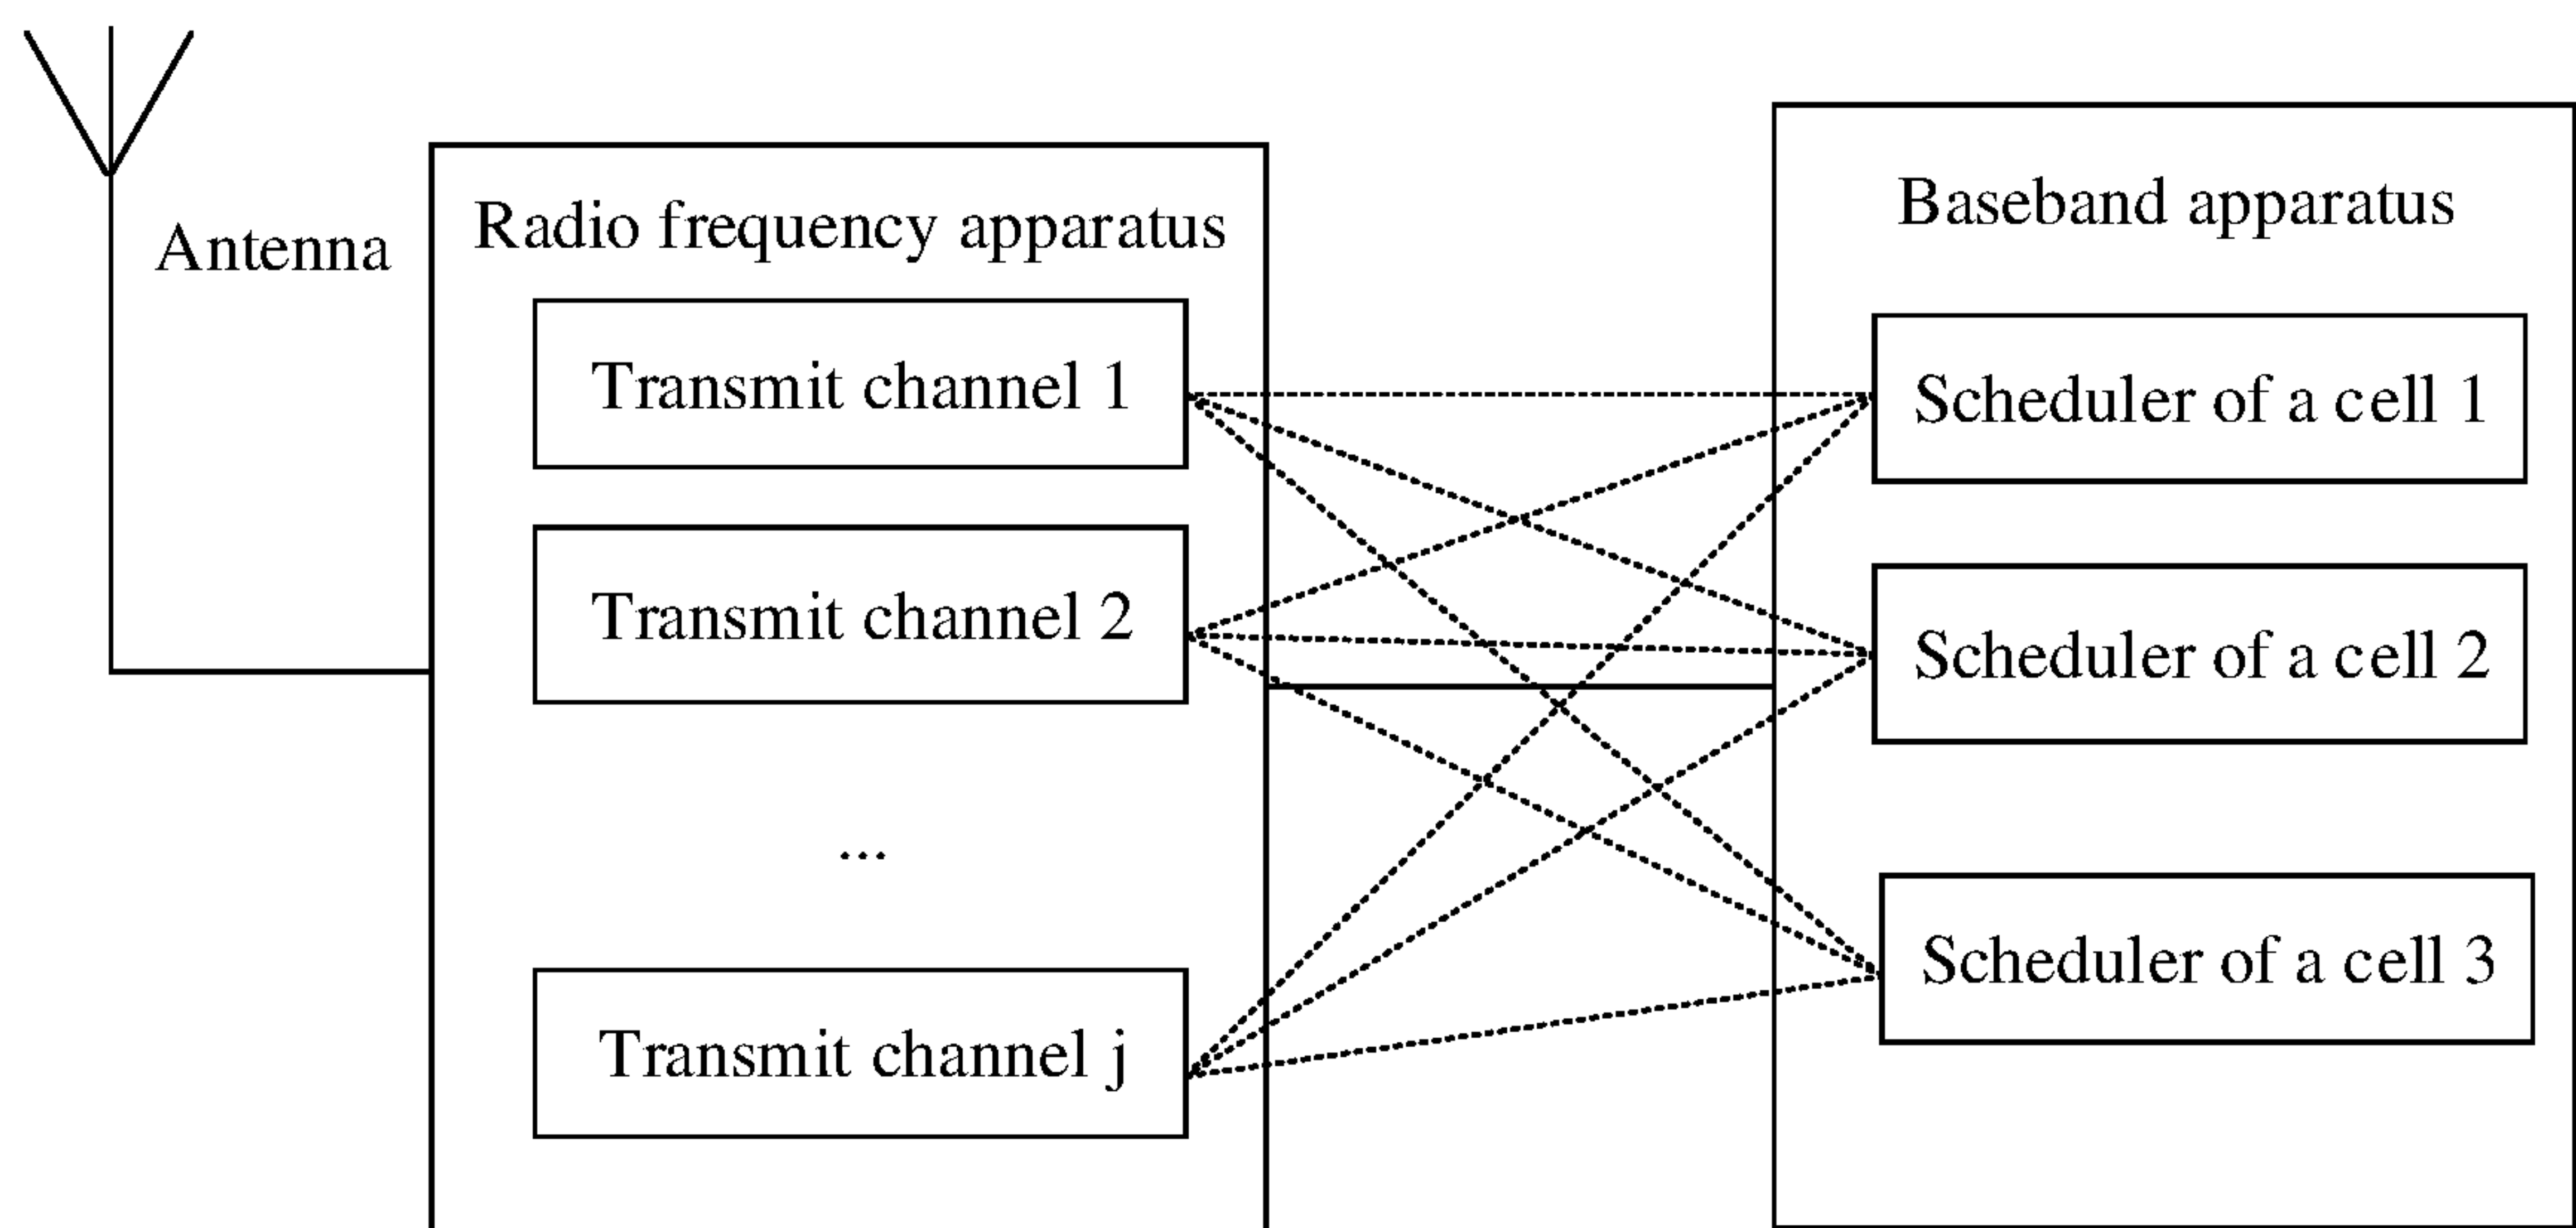 Antenna
Radio frequency apparatus
Transmit channel 1
Transmit channel 2
...
Transmit channel j
Baseband apparatus
Scheduler of a cell 1
Scheduler of a cell 2
Scheduler of a cell 3